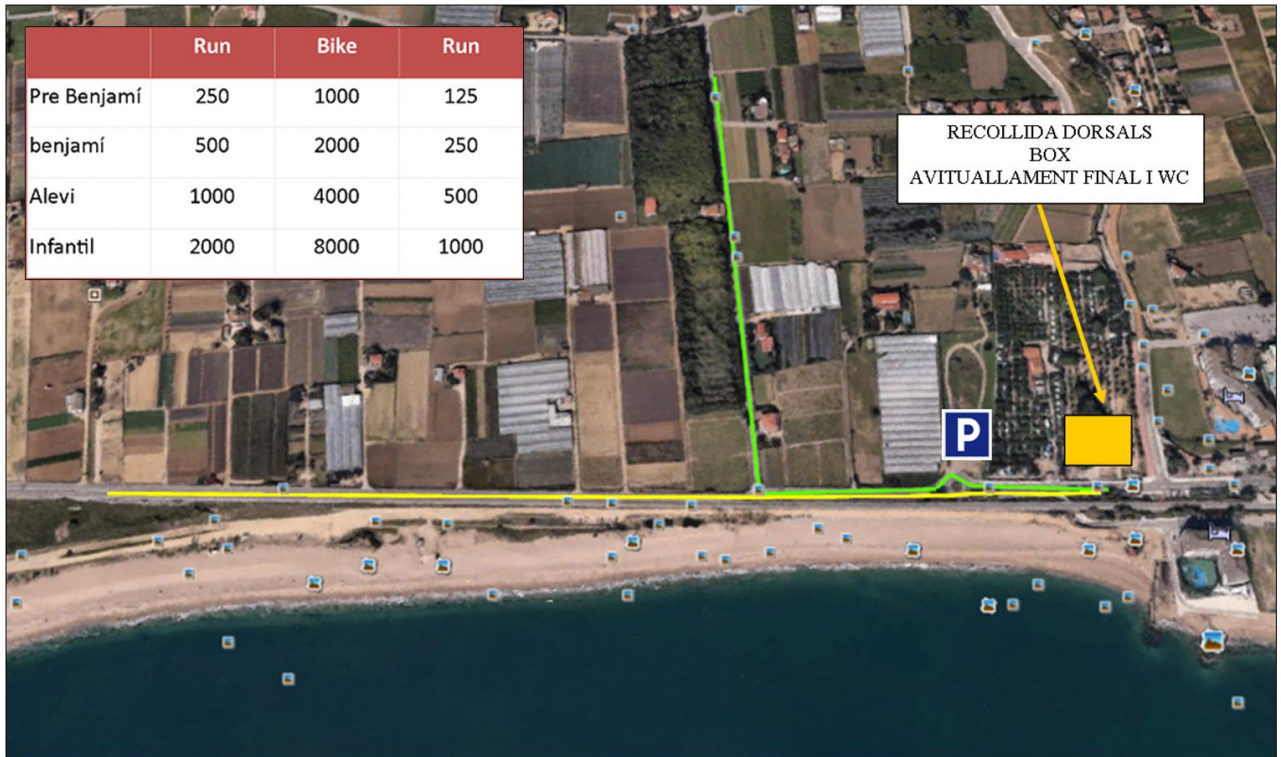 Run Bike Run
Pre Benjamí 250 1000 125
benjamí 500 2000 250
Alevi 1000 4000 500
Infantil 2000 8000 1000
RECOLLIDA DORSALS
BOX
AVITUALLAMENT FINAL I WC
P